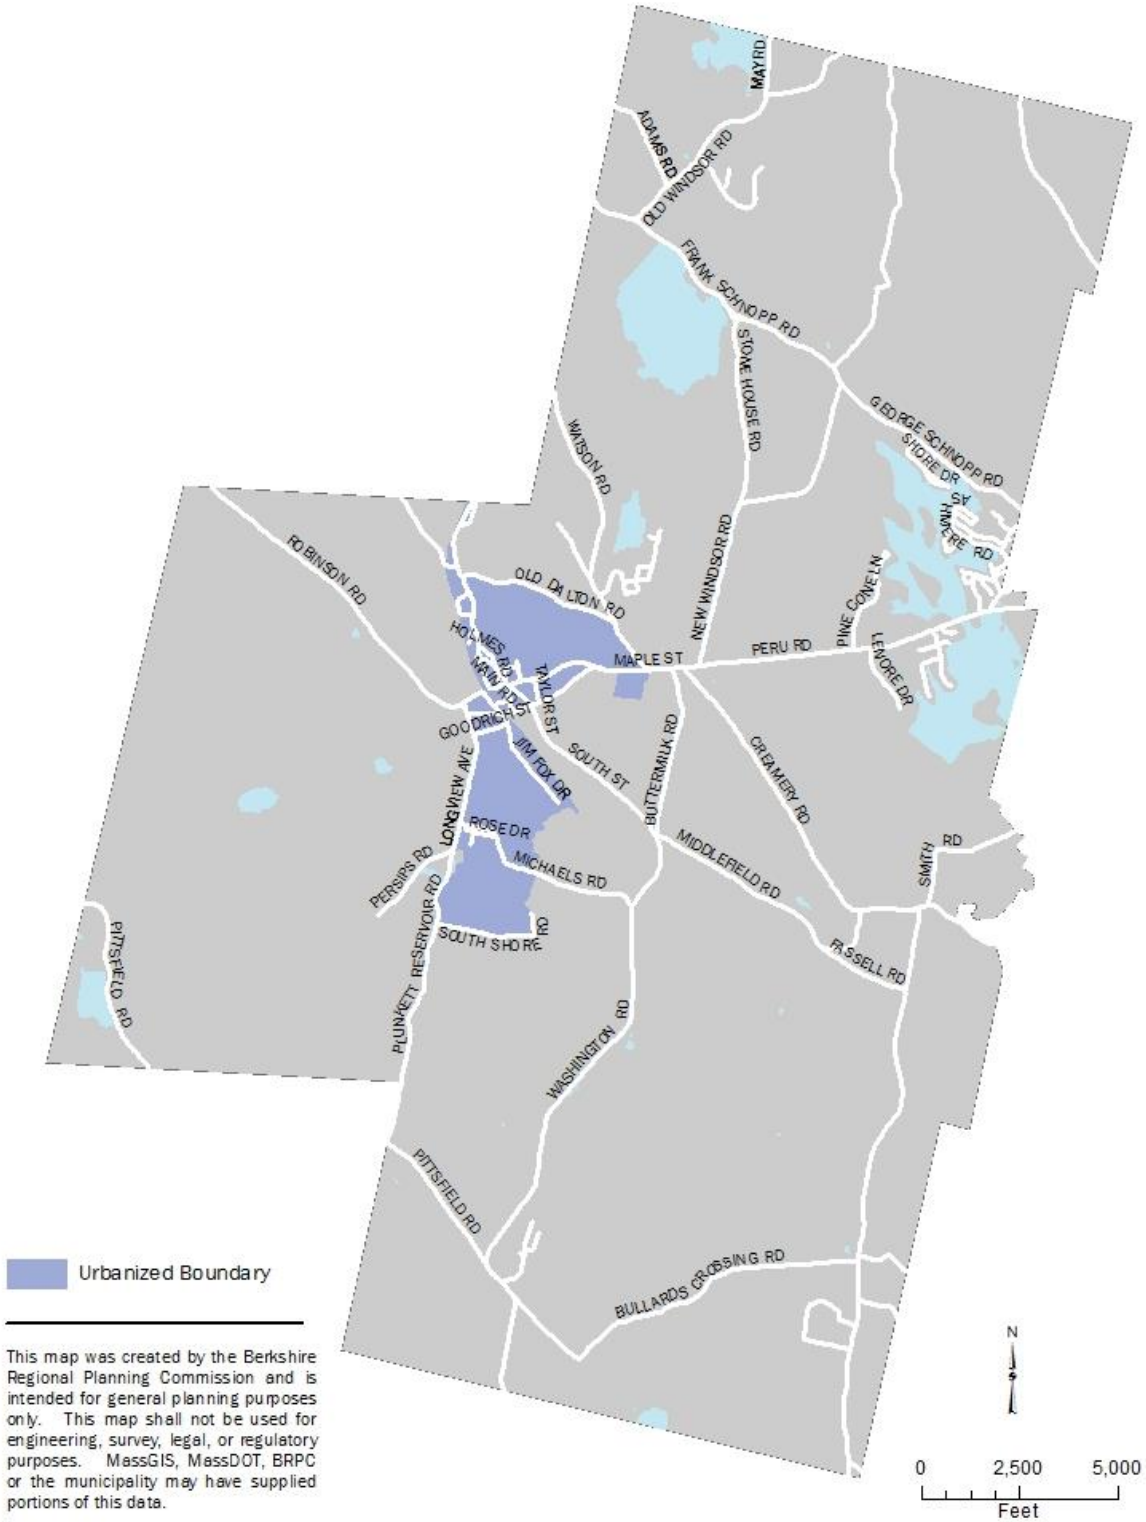 MAY RD
ADAMS RD
OLD WINDSOR RD
FRANK SCHNOPP RD
STONE HOUSE RD
GEORGE SCHNOPP RD
SHORE DR
WATSON RD
ASHMERE RD
ROBINSON RD
OLD DALTON RD
NEW WINDSOR RD
PINE CONE LN
HOLMES RD
MAPLE ST
PERU RD
LENORE DR
MAIN RD
TAYLOR ST
GOODRICH ST
JIM FOX DR
SOUTH ST
BUTTERMILK RD
CREAMERY RD
LONGVIEW AVE
ROSE DR
MICHAELS RD
MIDDLEFIELD RD
SMITH RD
PERSIPS RD
PLUNKETT RESERVOIR RD
SOUTH SHORE RD
FASSELL RD
PITTSFIELD RD
WASHINGTON RD
PITTSFIELD RD
BULLARDS CROSSING RD
Urbanized Boundary
This map was created by the Berkshire
Regional Planning Commission and is
intended for general planning purposes
only. This map shall not be used for
engineering, survey, legal, or regulatory
purposes. MassGIS, MassDOT, BRPC
or the municipality may have supplied
portions of this data.
N
0 2,500 5,000
Feet